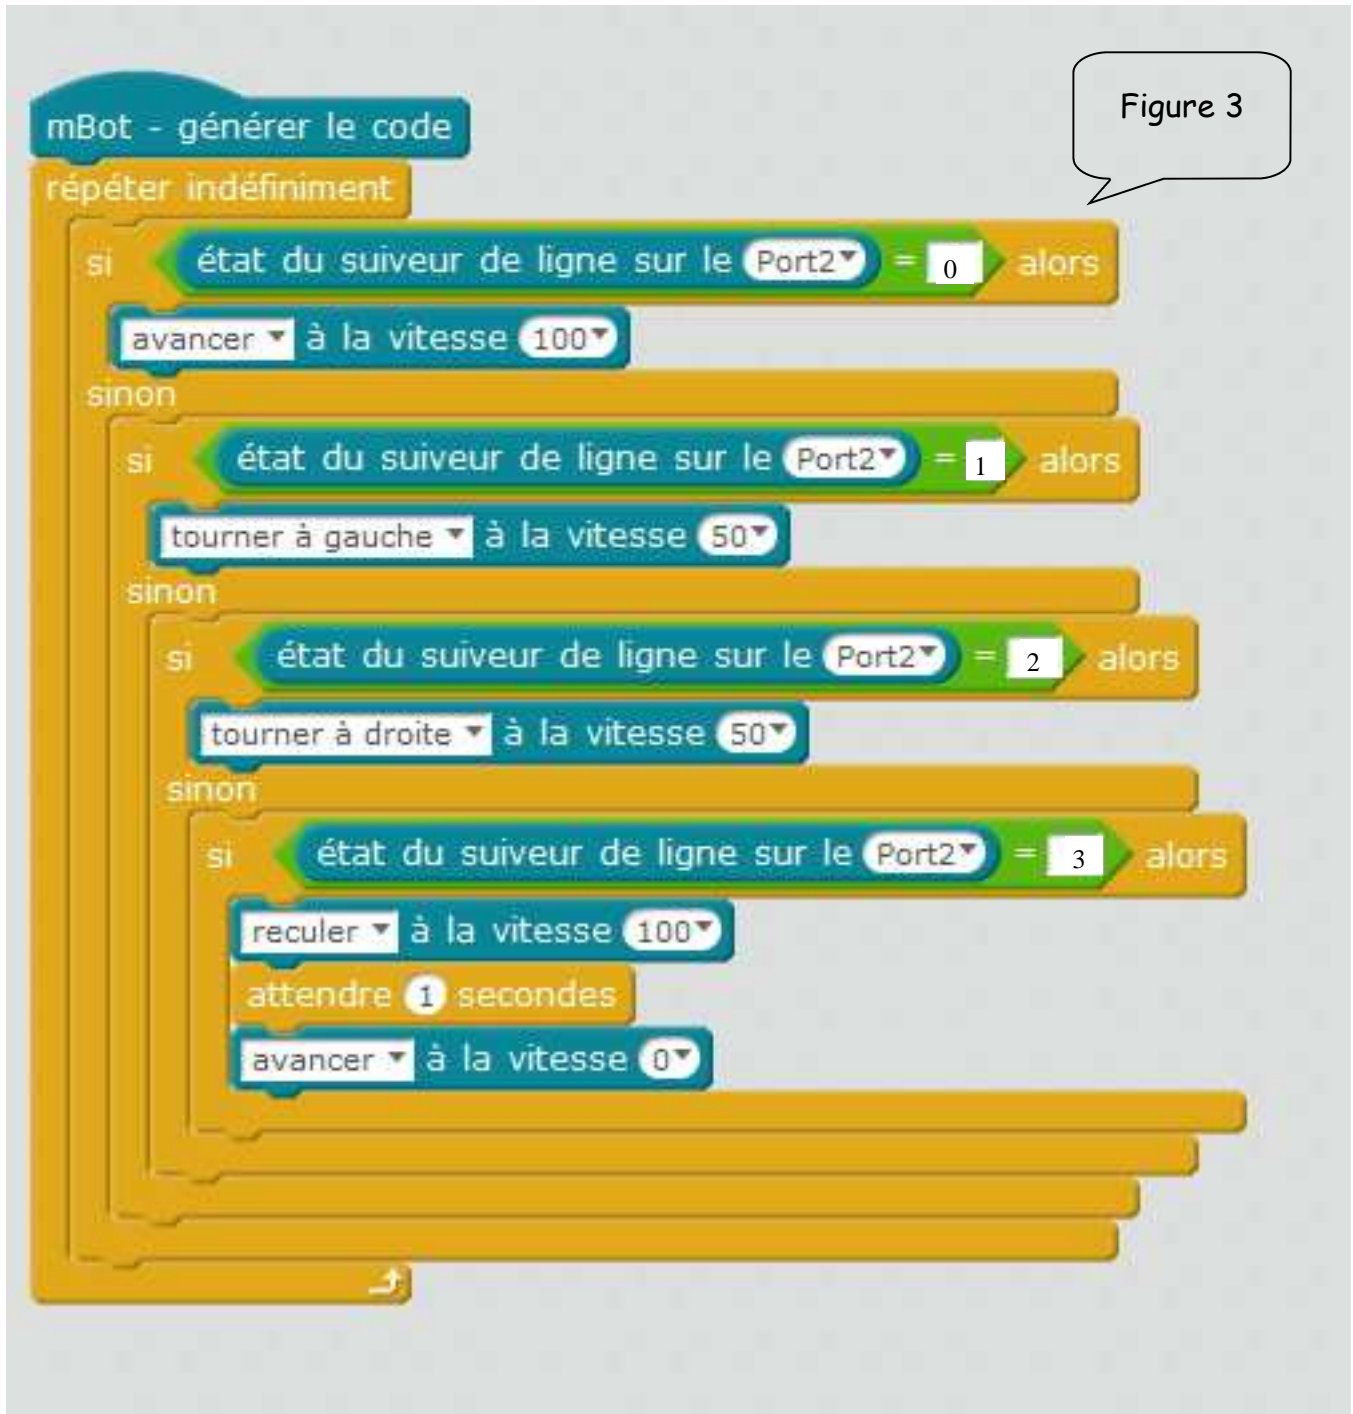 Figure 3
mBot - générer le code
répéter indéfiniment
si état du suiveur de ligne sur le Port2 = 0 alors
avancer à la vitesse 100
sinon
si état du suiveur de ligne sur le Port2 = 1 alors
tourner à gauche à la vitesse 50
sinon
si état du suiveur de ligne sur le Port2 = 2 alors
tourner à droite à la vitesse 50
sinon
si état du suiveur de ligne sur le Port2 = 3 alors
reculer à la vitesse 100
attendre 1 secondes
avancer à la vitesse 0